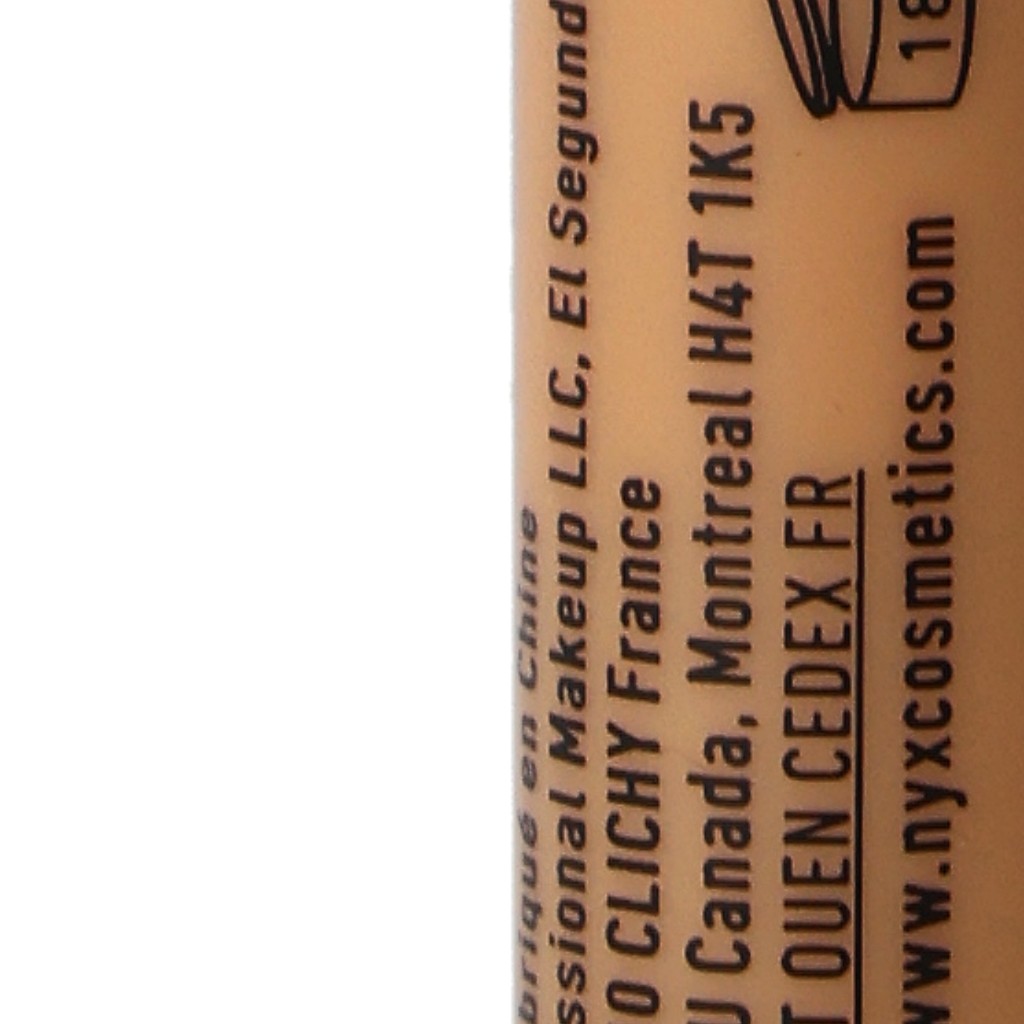 briqué en Chine
ssional Makeup LLC, El Segund
0 CLICHY France
U Canada, Montreal H4T 1K5
T OUEN CEDEX FR
www.nyxcosmetics.com
18